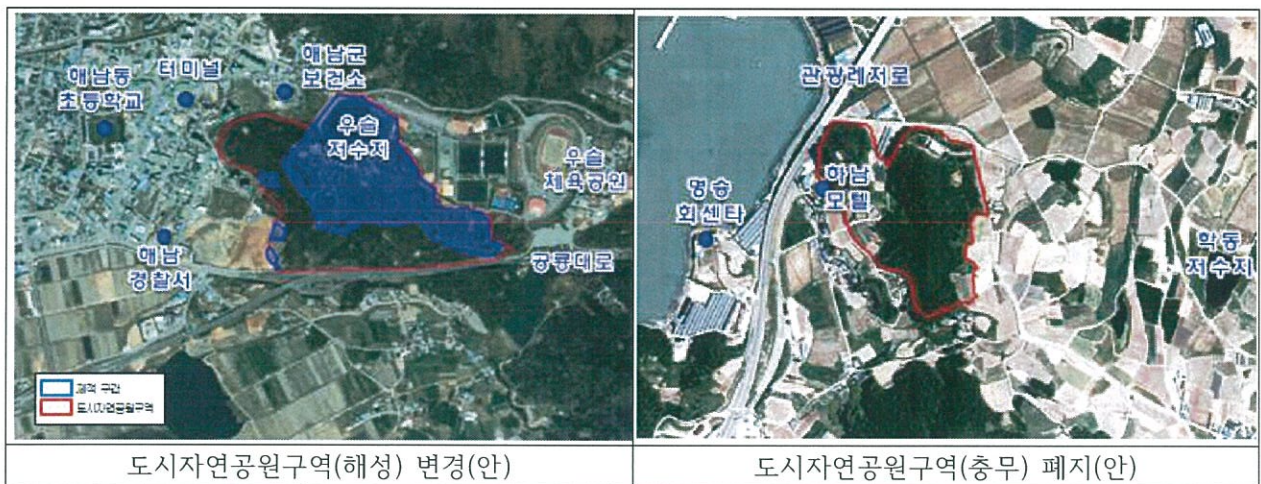 해남동
초등학교
터미널
해남군
보건소
우슬
저수지
우슬
체육공원
해남
경찰서
공룡대로
제척 구간
도시자연공원구역
관광레저로
명승
회센타
하남
모텔
학동
저수지
도시자연공원구역(해성) 변경(안)
도시자연공원구역(충무) 폐지(안)